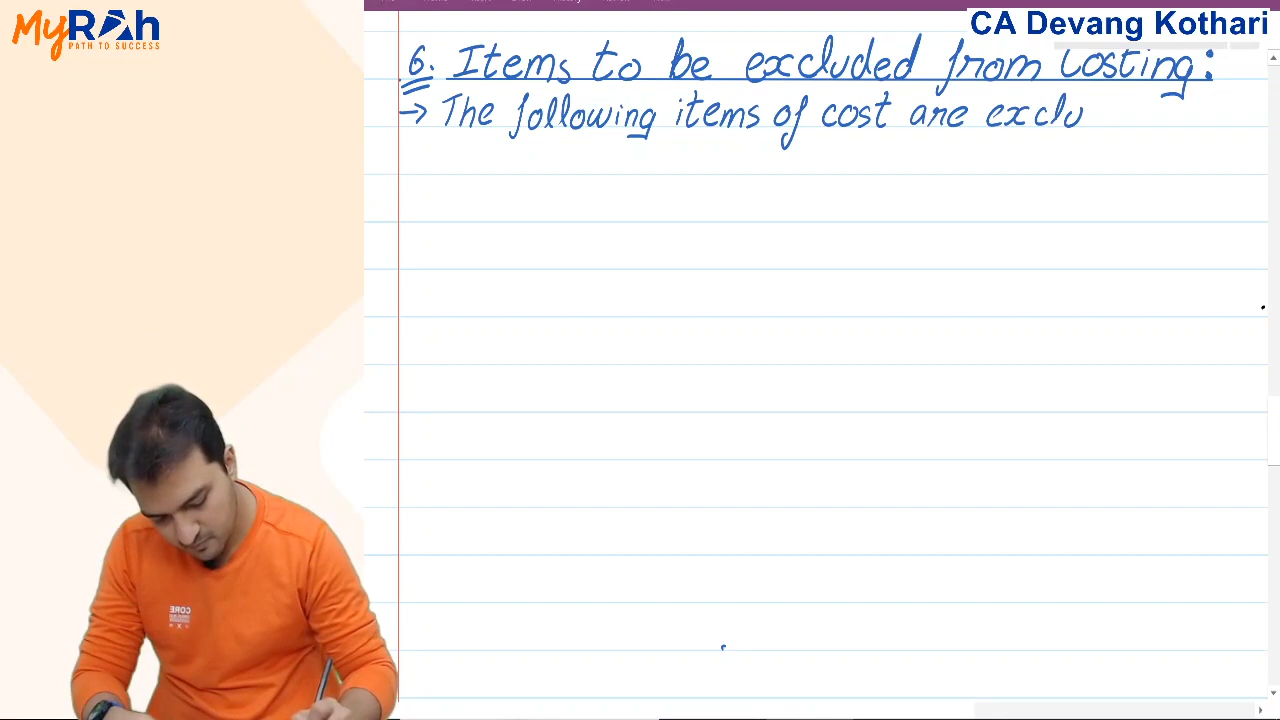 MyRAh
PATH TO SUCCESS
CA Devang Kothari
6. Items to be excluded from Costing:
→ The following items of cost are exclu
CORE